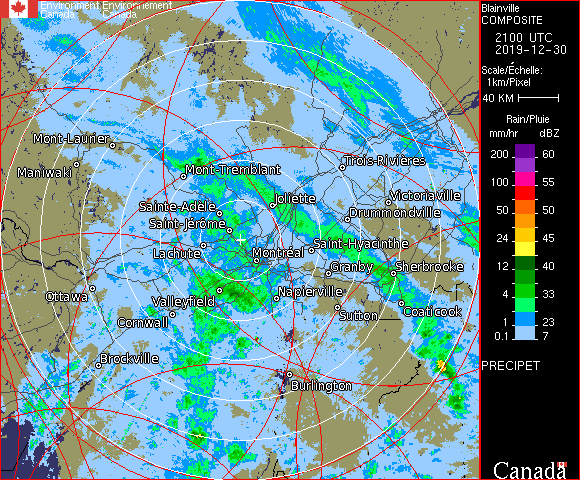 Environment Environnement
Canada Canada
Blainville
COMPOSITE
2100 UTC
2019-12-30
Scale/Échelle:
1km/Pixel
40 KM
Rain/Pluie
mm/hr dBZ
200 60
100 55
50 50
24 45
12 40
4 33
1 23
0.1 7
PRECIPET
Canada
Mont-Laurier
Maniwaki
Mont-Tremblant
Trois-Rivières
Sainte-Adele
Joliette
Victoriaville
Drummondville
Saint-Jérôme
Lachute
Montréal
Saint-Hyacinthe
Granby
Sherbrooke
Ottawa
Valleyfield
Napierville
Cornwall
Sutton
Coaticook
Brockville
Burlington